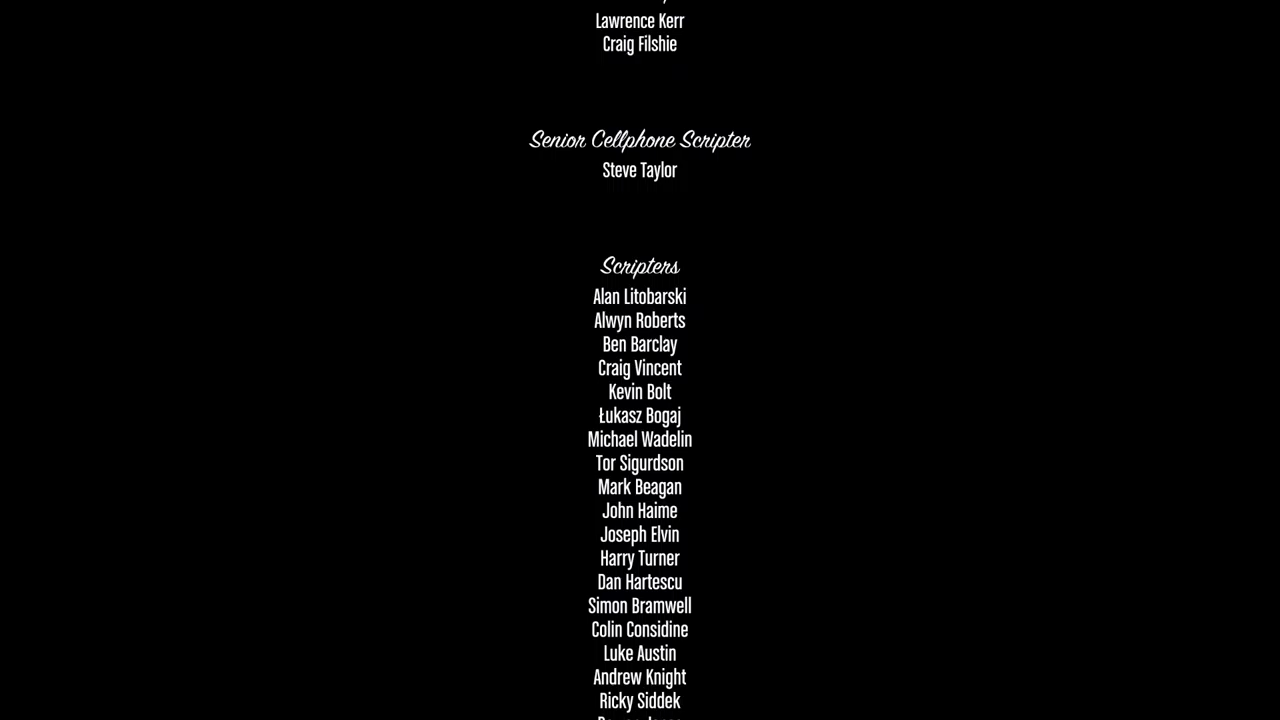 Lawrence Kerr
Craig Filshie
Senior Cellphone Scripter
Steve Taylor
Scripters
Alan Litobarski
Alwyn Roberts
Ben Barclay
Craig Vincent
Kevin Bolt
Łukasz Bogaj
Michael Wadelin
Tor Sigurdson
Mark Beagan
John Haime
Joseph Elvin
Harry Turner
Dan Hartescu
Simon Bramwell
Colin Considine
Luke Austin
Andrew Knight
Ricky Siddek